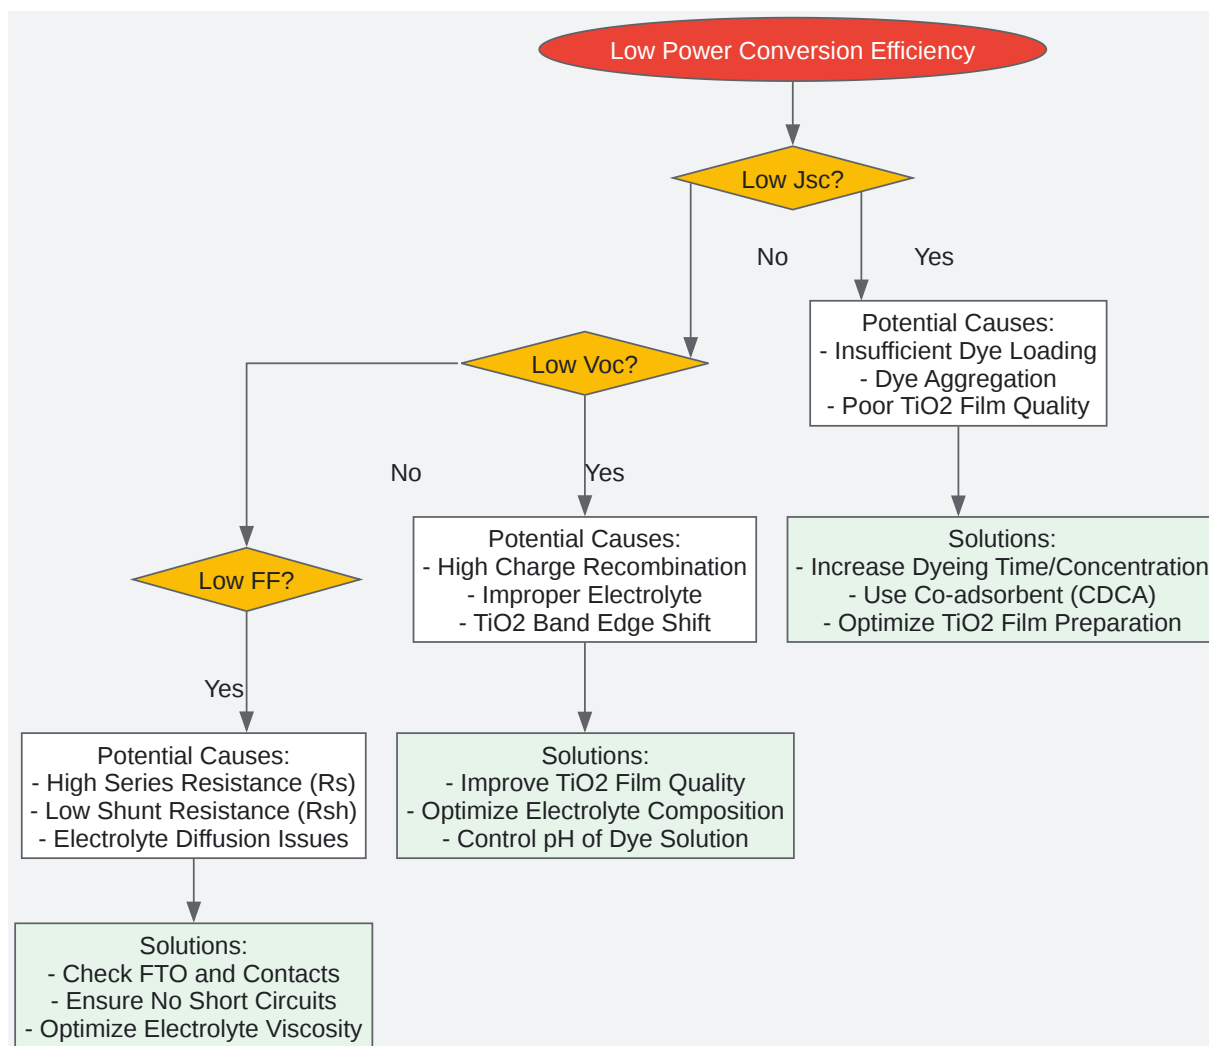 Low Power Conversion Efficiency
Low Jsc?
No
Yes
Potential Causes:
- Insufficient Dye Loading
- Dye Aggregation
- Poor TiO2 Film Quality
Low Voc?
No
Yes
Solutions:
- Increase Dyeing Time/Concentration
- Use Co-adsorbent (CDCA)
- Optimize TiO2 Film Preparation
Potential Causes:
- High Charge Recombination
- Improper Electrolyte
- TiO2 Band Edge Shift
Low FF?
Yes
Solutions:
- Improve TiO2 Film Quality
- Optimize Electrolyte Composition
- Control pH of Dye Solution
Potential Causes:
- High Series Resistance (Rs)
- Low Shunt Resistance (Rsh)
- Electrolyte Diffusion Issues
Solutions:
- Check FTO and Contacts
- Ensure No Short Circuits
- Optimize Electrolyte Viscosity